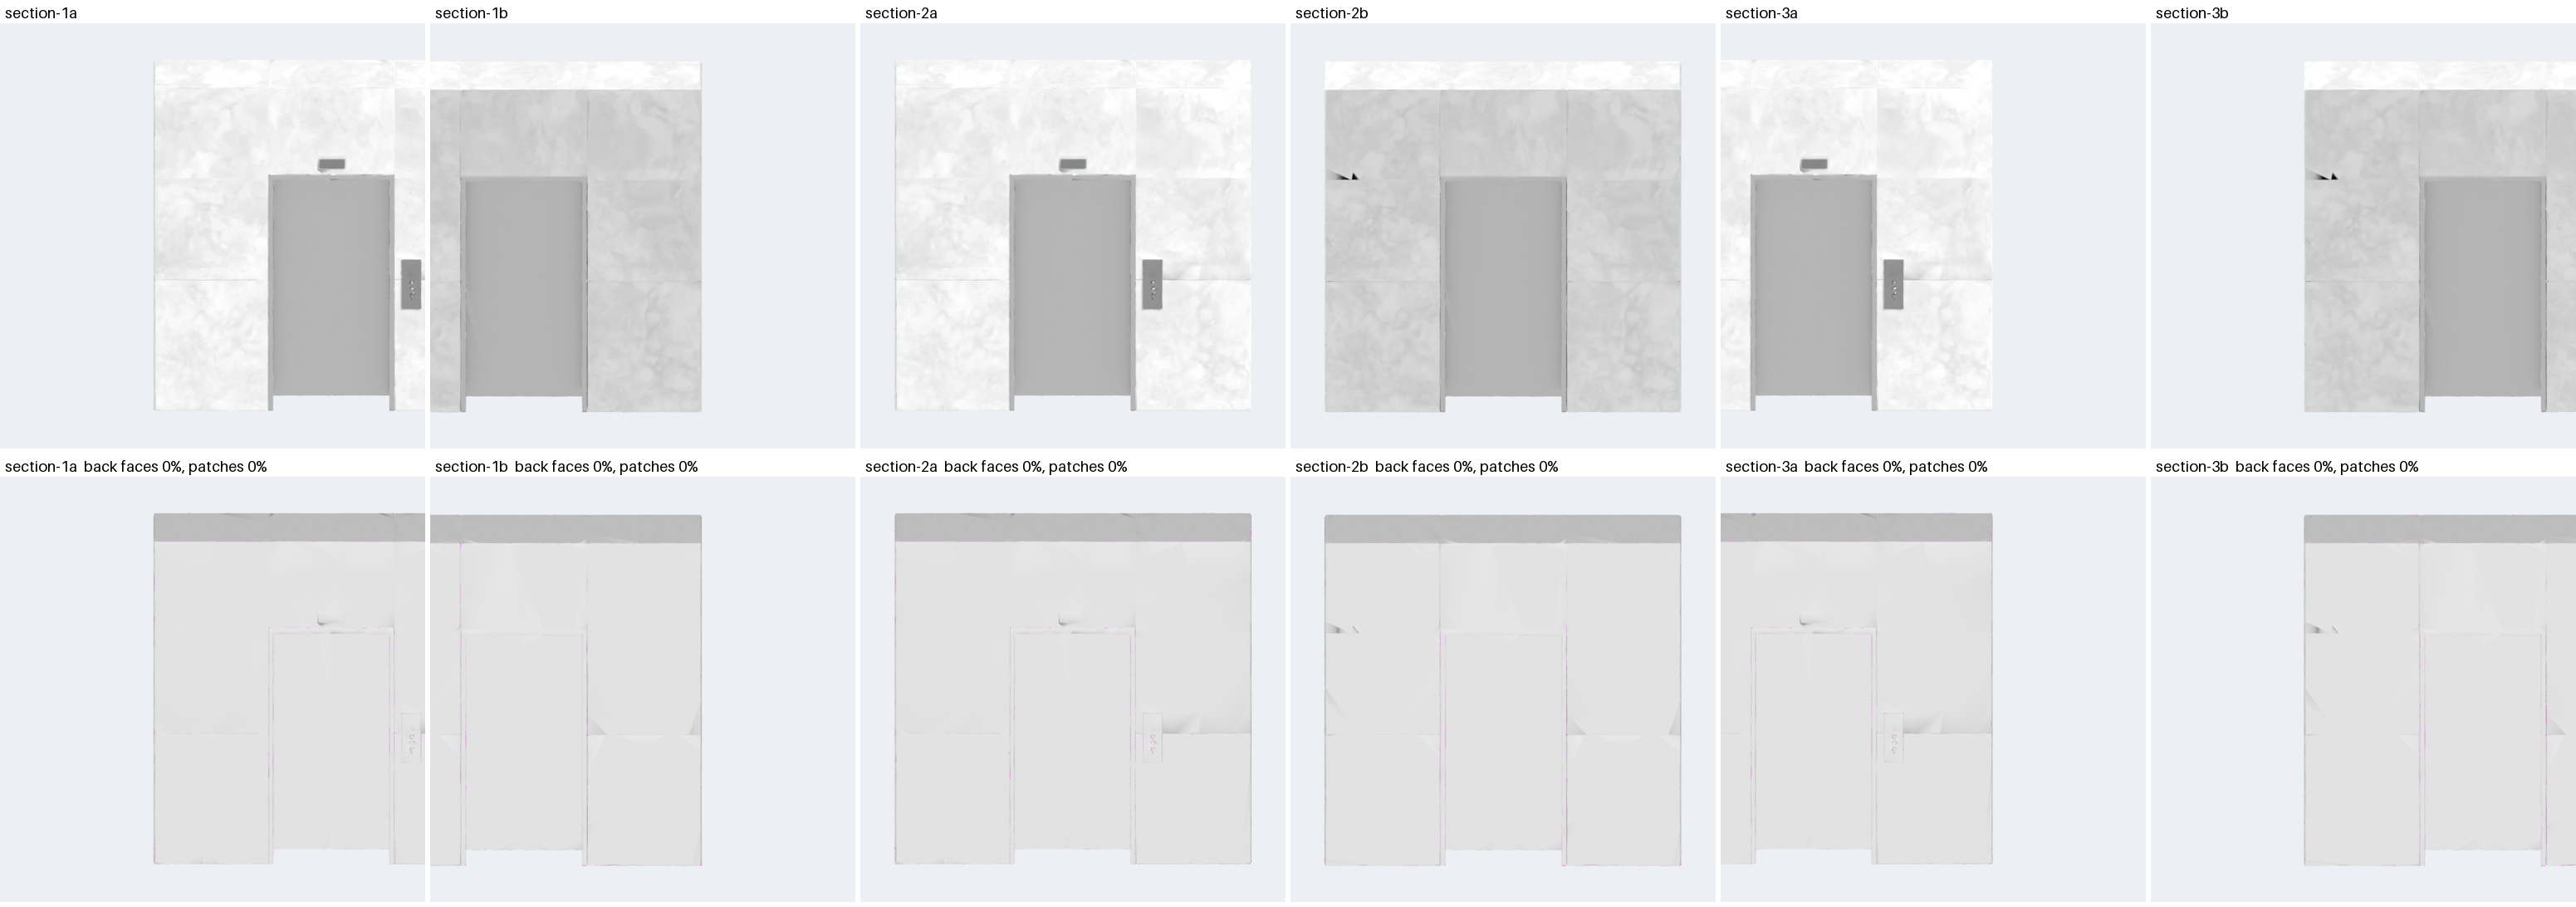 section-1a
section-1b
section-2a
section-2b
section-3a
section-3b
section-1a back faces 0%, patches 0%
section-1b back faces 0%, patches 0%
section-2a back faces 0%, patches 0%
section-2b back faces 0%, patches 0%
section-3a back faces 0%, patches 0%
section-3b back faces 0%, patches 0%